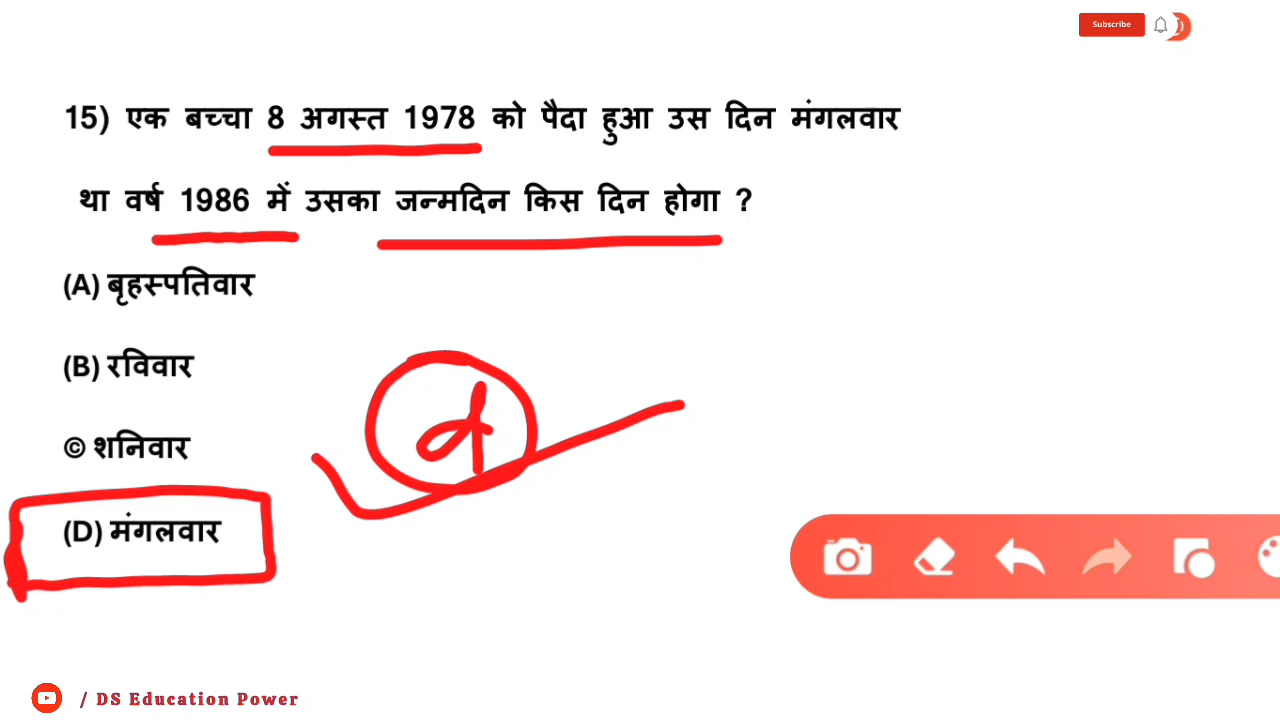 Subscribe
15) एक बच्चा 8 अगस्त 1978 को पैदा हुआ उस दिन मंगलवार
था वर्ष 1986 में उसका जन्मदिन किस दिन होगा ?
(A) बृहस्पतिवार
(B) रविवार
© शनिवार
(D) मंगलवार
d
/ DS Education Power